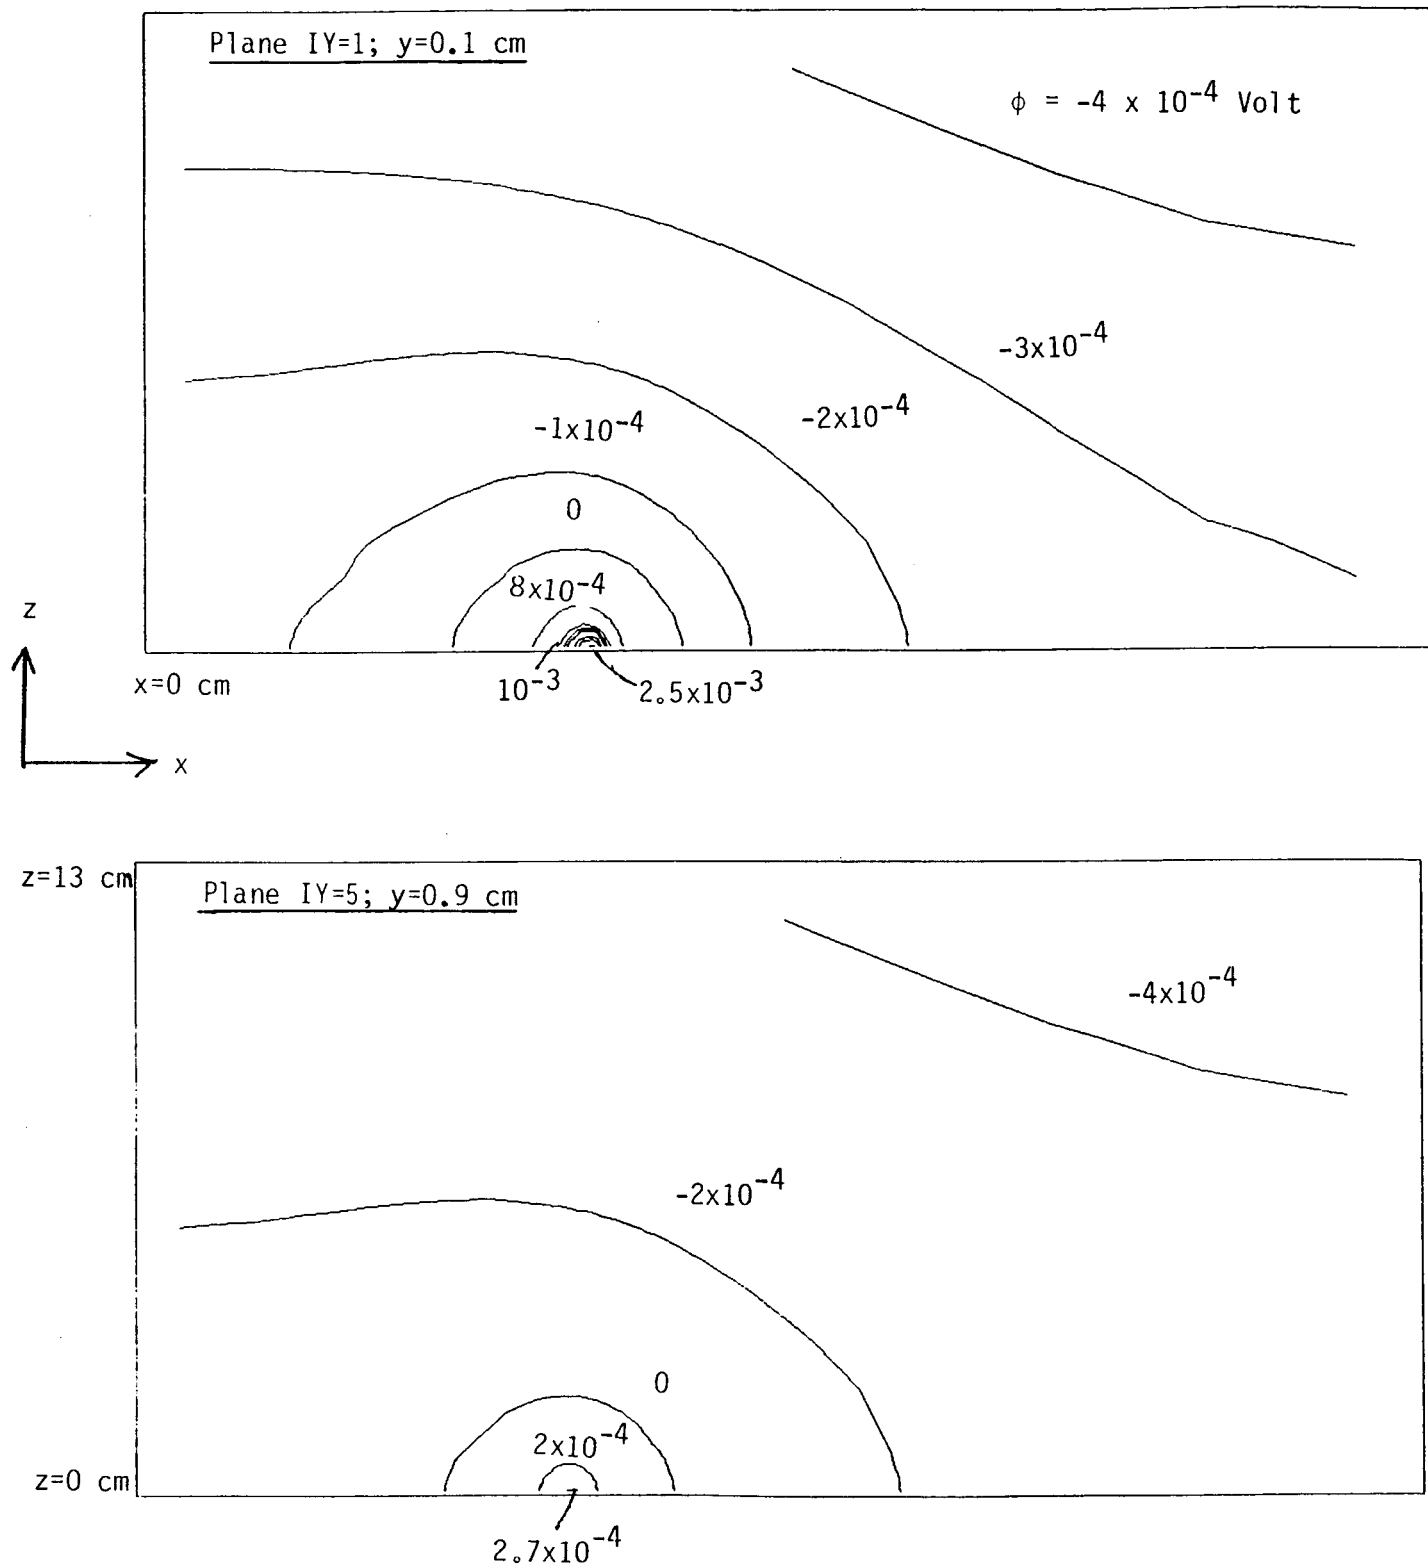 Plane IY=1; y=0.1 cm
ϕ = -4 x 10⁻⁴ Volt
-3x10⁻⁴
-2x10⁻⁴
-1x10⁻⁴
0
8x10⁻⁴
z
x=0 cm
10⁻³
2.5x10⁻³
x
z=13 cm
Plane IY=5; y=0.9 cm
-4x10⁻⁴
-2x10⁻⁴
0
2x10⁻⁴
z=0 cm
2.7x10⁻⁴